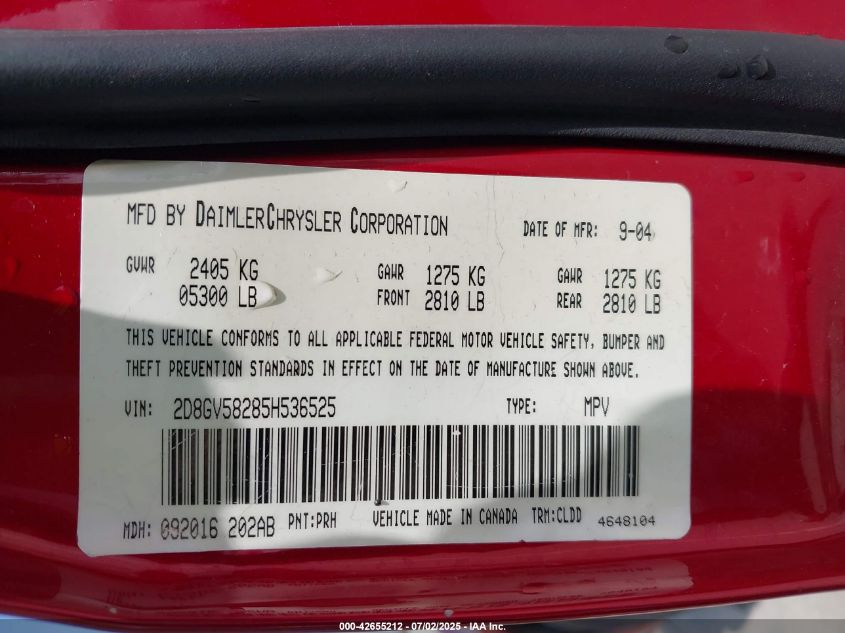 MFD BY DAIMLERCHRYSLER CORPORATION DATE OF MFR: 9-04
GVWR 2405 KG GAWR 1275 KG GAWR 1275 KG
05300 LB FRONT 2810 LB REAR 2810 LB
THIS VEHICLE CONFORMS TO ALL APPLICABLE FEDERAL MOTOR VEHICLE SAFETY, BUMPER AND
THEFT PREVENTION STANDARDS IN EFFECT ON THE DATE OF MANUFACTURE SHOWN ABOVE.
VIN: 2D8GV58285H536525 TYPE: MPV
MDH: 092016 202AB PNT:PRH VEHICLE MADE IN CANADA TRM:CLDD 4648104
000-42655212 - 07/02/2025 - IAA Inc.